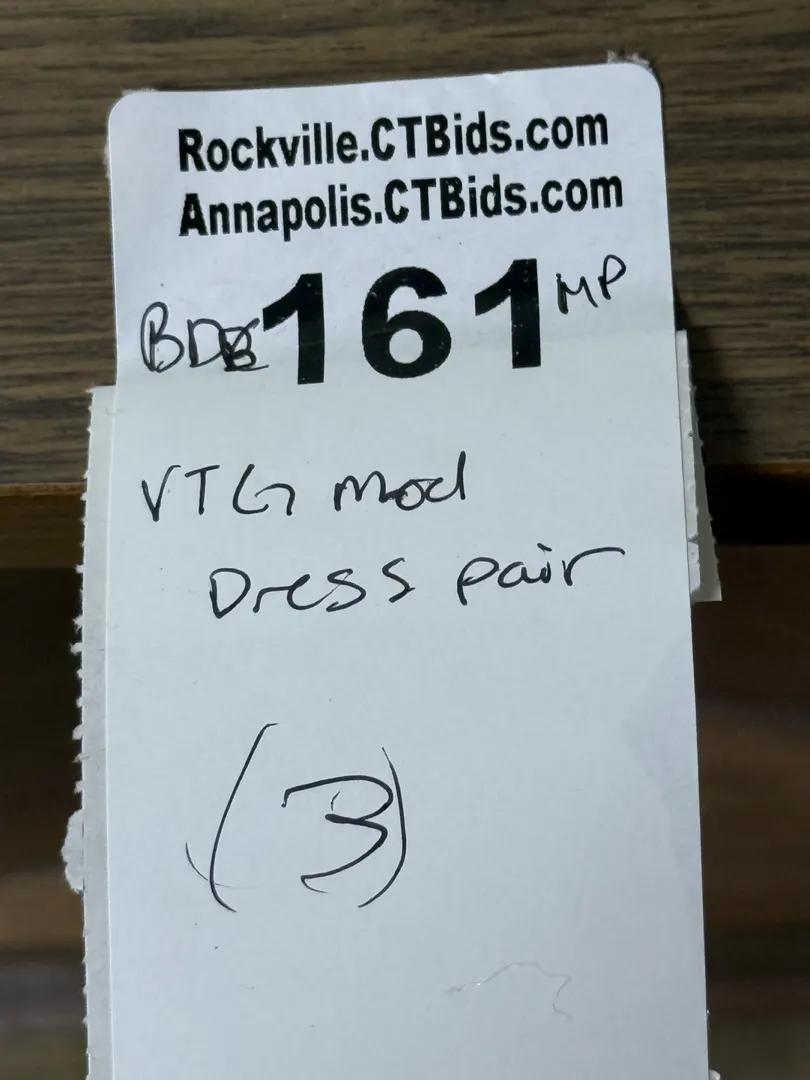 Rockville.CTBids.com
Annapolis.CTBids.com
161 MP
VTG mod
Dress pair
(3)